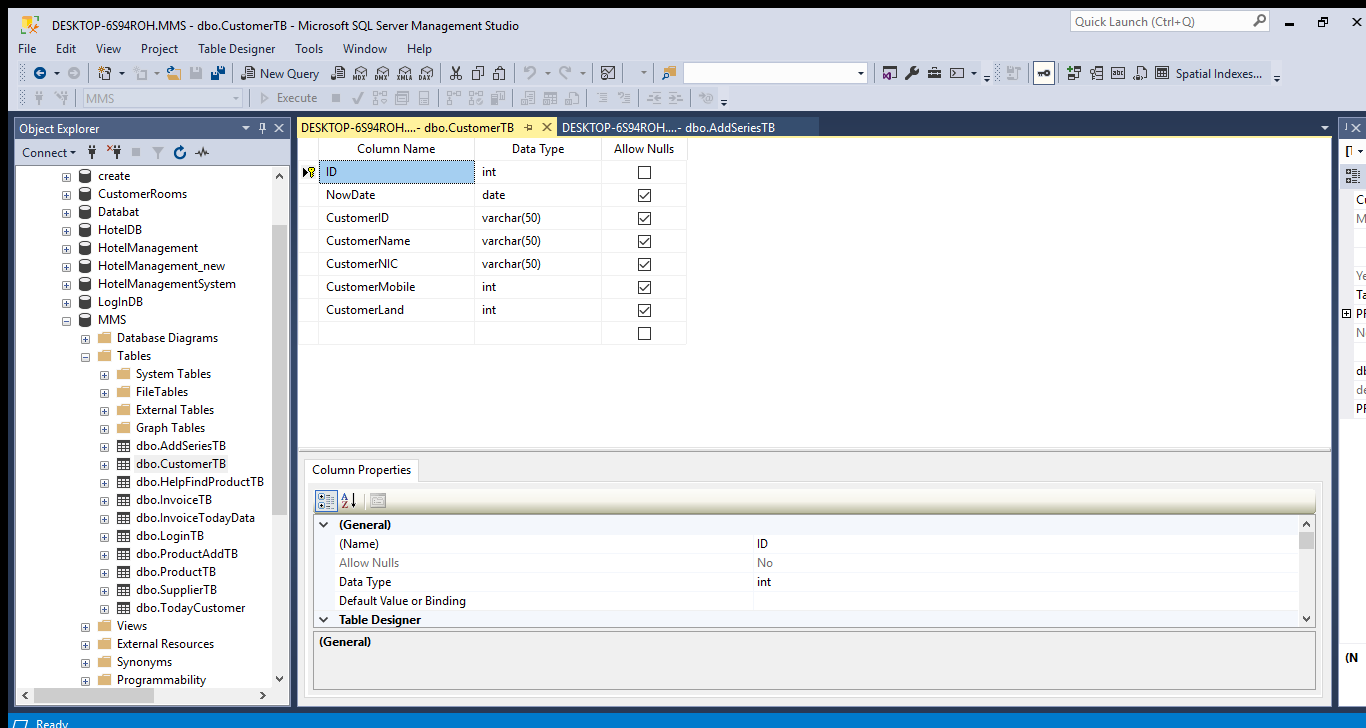 DESKTOP-6S94ROH.MMS - dbo.CustomerTB - Microsoft SQL Server Management Studio
Quick Launch (Ctrl+Q)
File Edit View Project Table Designer Tools Window Help
New Query MDX DMX XMLA DAX Spatial Indexes...
MMS Execute
Object Explorer
Connect
create
CustomerRooms
Databat
HotelDB
HotelManagement
HotelManagement_new
HotelManagementSystem
LogInDB
MMS
Database Diagrams
Tables
System Tables
FileTables
External Tables
Graph Tables
dbo.AddSeriesTB
dbo.CustomerTB
dbo.HelpFindProductTB
dbo.InvoiceTB
dbo.InvoiceTodayData
dbo.LoginTB
dbo.ProductAddTB
dbo.ProductTB
dbo.SupplierTB
dbo.TodayCustomer
Views
External Resources
Synonyms
Programmability
DESKTOP-6S94ROH....- dbo.CustomerTB DESKTOP-6S94ROH....- dbo.AddSeriesTB
Column Name Data Type Allow Nulls
ID int
NowDate date
CustomerID varchar(50)
CustomerName varchar(50)
CustomerNIC varchar(50)
CustomerMobile int
CustomerLand int
Column Properties
(General)
(Name) ID
Allow Nulls No
Data Type int
Default Value or Binding
Table Designer
(General)
Ready